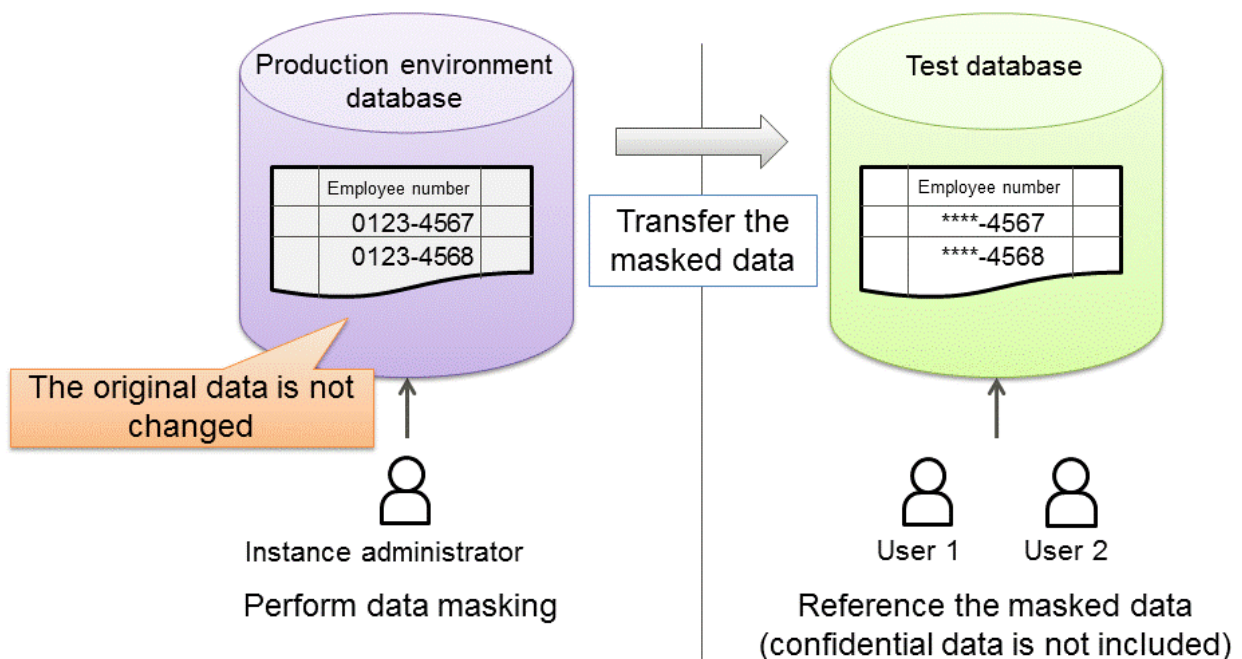 Production environment
database
Employee number
0123-4567
0123-4568
The original data is not
changed
Instance administrator
Perform data masking
Transfer the
masked data
Test database
Employee number
****-4567
****-4568
User 1
User 2
Reference the masked data
(confidential data is not included)